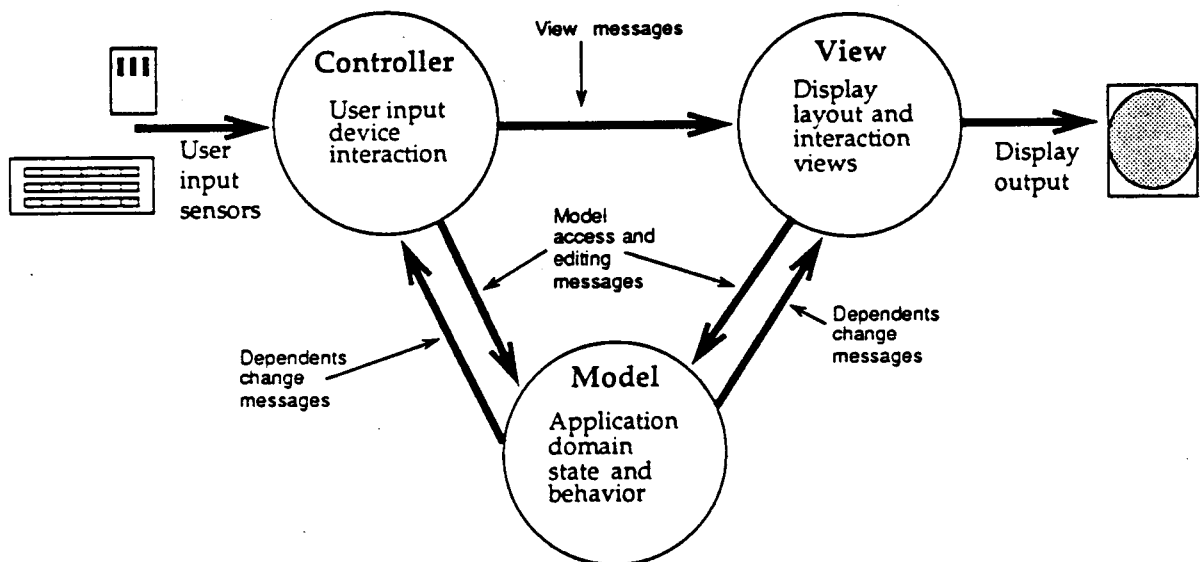 View messages
Controller
User input
device
interaction
View
Display
layout and
interaction
views
User
input
sensors
Display
output
Model
access and
editing
messages
Dependents
change
messages
Dependents
change
messages
Model
Application
domain
state and
behavior